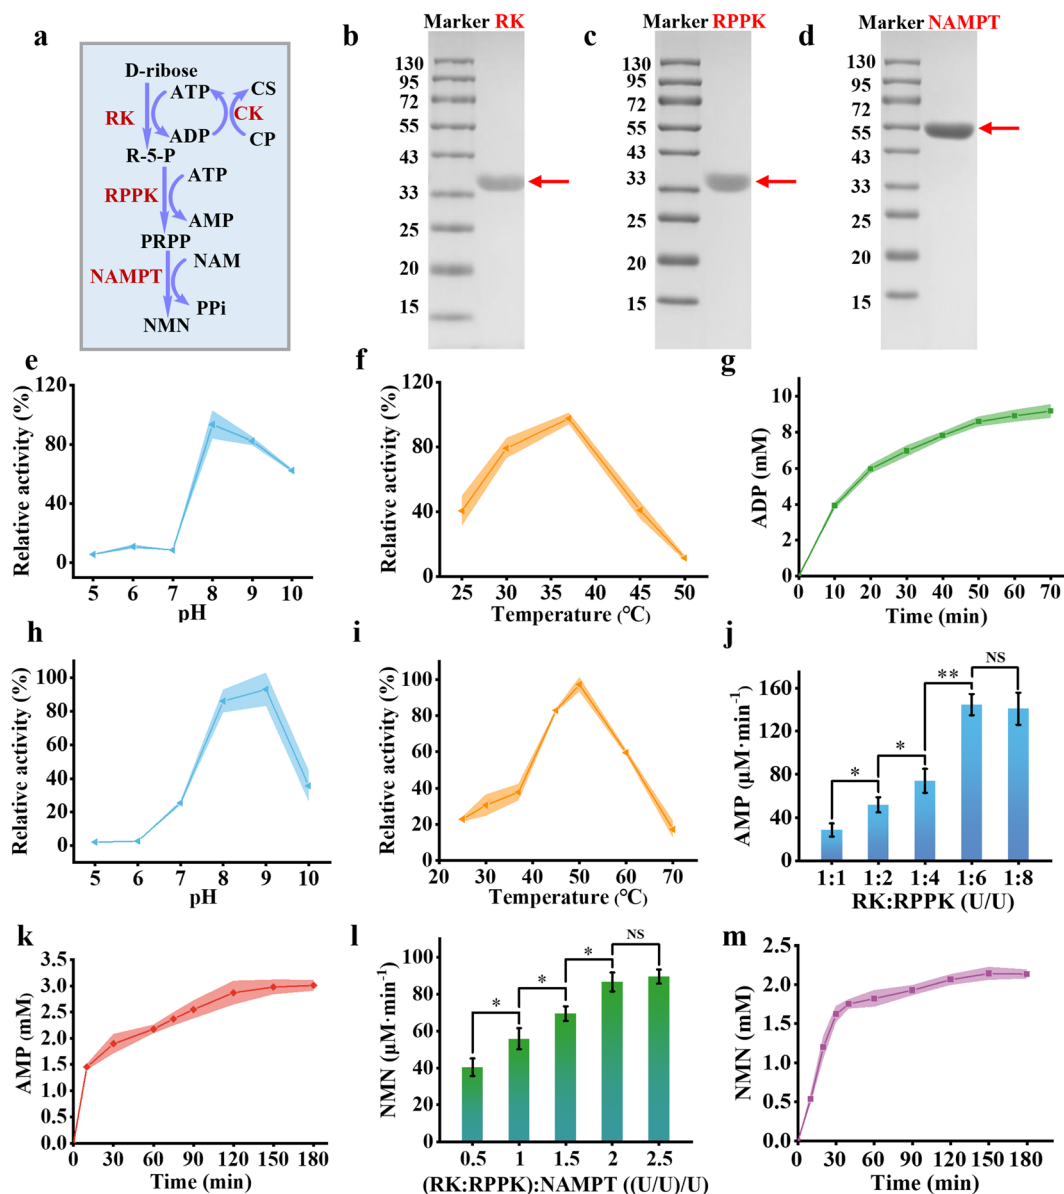 a
D-ribose
ATP
CS
RK
CK
ADP
CP
R-5-P
ATP
RPPK
AMP
PRPP
NAM
NAMPT
PPi
NMN
b
Marker RK
130
95
72
55
43
33
25
20
15
c
Marker RPPK
130
95
72
55
43
33
25
20
15
d
Marker NAMPT
130
95
72
55
43
33
25
20
15
e
Relative activity (%)
120
80
40
0
5 6 7 8 9 10
pH
f
Relative activity (%)
120
80
40
0
25 30 35 40 45 50
Temperature (℃)
g
ADP (mM)
10
8
6
4
2
0
0 10 20 30 40 50 60 70
Time (min)
h
Relative activity (%)
100
80
60
40
20
0
5 6 7 8 9 10
pH
i
Relative activity (%)
100
80
60
40
20
0
20 30 40 50 60 70
Temperature (℃)
j
AMP (μM·min-1)
160
120
80
40
0
* * ** NS
1:1 1:2 1:4 1:6 1:8
RK:RPPK (U/U)
k
AMP (mM)
3.5
3.0
2.5
2.0
1.5
1.0
0.5
0.0
0 30 60 90 120 150 180
Time (min)
l
NMN (μM·min-1)
100
80
60
40
20
0
* * * NS
0.5 1 1.5 2 2.5
(RK:RPPK):NAMPT ((U/U)/U)
m
NMN (mM)
2.5
2.0
1.5
1.0
0.5
0.0
0 30 60 90 120 150 180
Time (min)